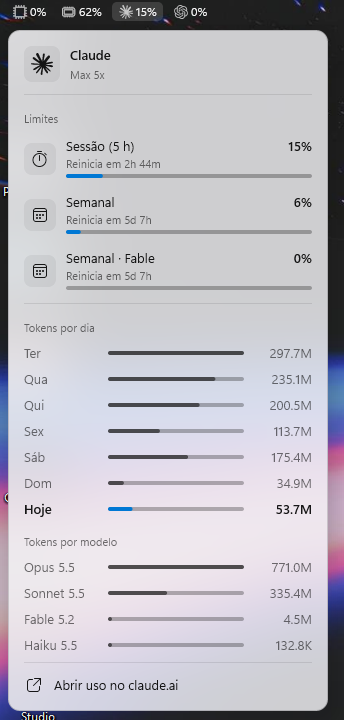 0% 62% 15% 0%
Claude
Max 5x
Limites
Sessão (5 h) 15%
Reinicia em 2h 44m
Semanal 6%
Reinicia em 5d 7h
Semanal · Fable 0%
Reinicia em 5d 7h
Tokens por dia
Ter 297.7M
Qua 235.1M
Qui 200.5M
Sex 113.7M
Sáb 175.4M
Dom 34.9M
Hoje 53.7M
Tokens por modelo
Opus 5.5 771.0M
Sonnet 5.5 335.4M
Fable 5.2 4.5M
Haiku 5.5 132.8K
Abrir uso no claude.ai
Studio